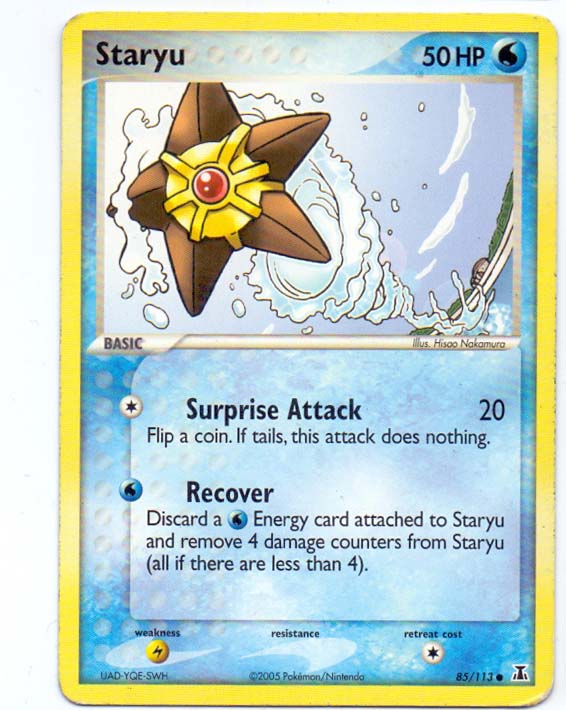 Staryu
50 HP
BASIC
Illus. Hisao Nakamura
Surprise Attack 20
Flip a coin. If tails, this attack does nothing.
Recover
Discard a Energy card attached to Staryu
and remove 4 damage counters from Staryu
(all if there are less than 4).
weakness resistance retreat cost
UAD-YQE-SWH ©2005 Pokémon/Nintendo 85/113